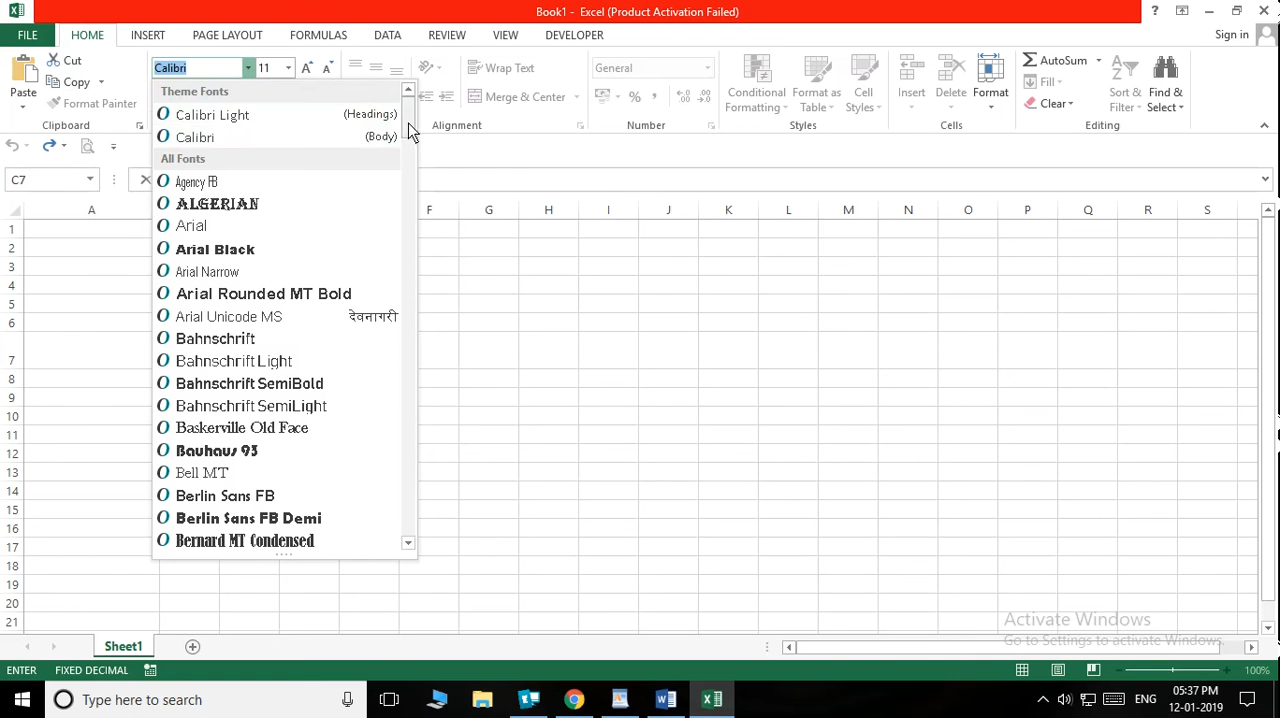 Book1 - Excel (Product Activation Failed)
FILE HOME INSERT PAGE LAYOUT FORMULAS DATA REVIEW VIEW DEVELOPER Sign in
Cut
Copy
Format Painter
Paste
Clipboard
Calibri 11
Wrap Text
Merge & Center
Alignment
General
Number
Conditional Formatting
Format as Table
Cell Styles
Styles
Insert
Delete
Format
Cells
AutoSum
Fill
Clear
Sort & Filter
Find & Select
Editing
C7
Theme Fonts
Calibri Light (Headings)
Calibri (Body)
All Fonts
Agency FB
ALGERIAN
Arial
Arial Black
Arial Narrow
Arial Rounded MT Bold
Arial Unicode MS देवनागरी
Bahnschrift
Bahnschrift Light
Bahnschrift SemiBold
Bahnschrift SemiLight
Baskerville Old Face
Bauhaus 93
Bell MT
Berlin Sans FB
Berlin Sans FB Demi
Bernard MT Condensed
A F G H I J K L M N O P Q R S
1
2
3
4
5
6
7
8
9
10
11
12
13
14
15
16
17
18
19
20
21
Activate Windows
Go to Settings to activate Windows.
Sheet1
ENTER FIXED DECIMAL 100%
Type here to search
ENG
05:37 PM
12-01-2019